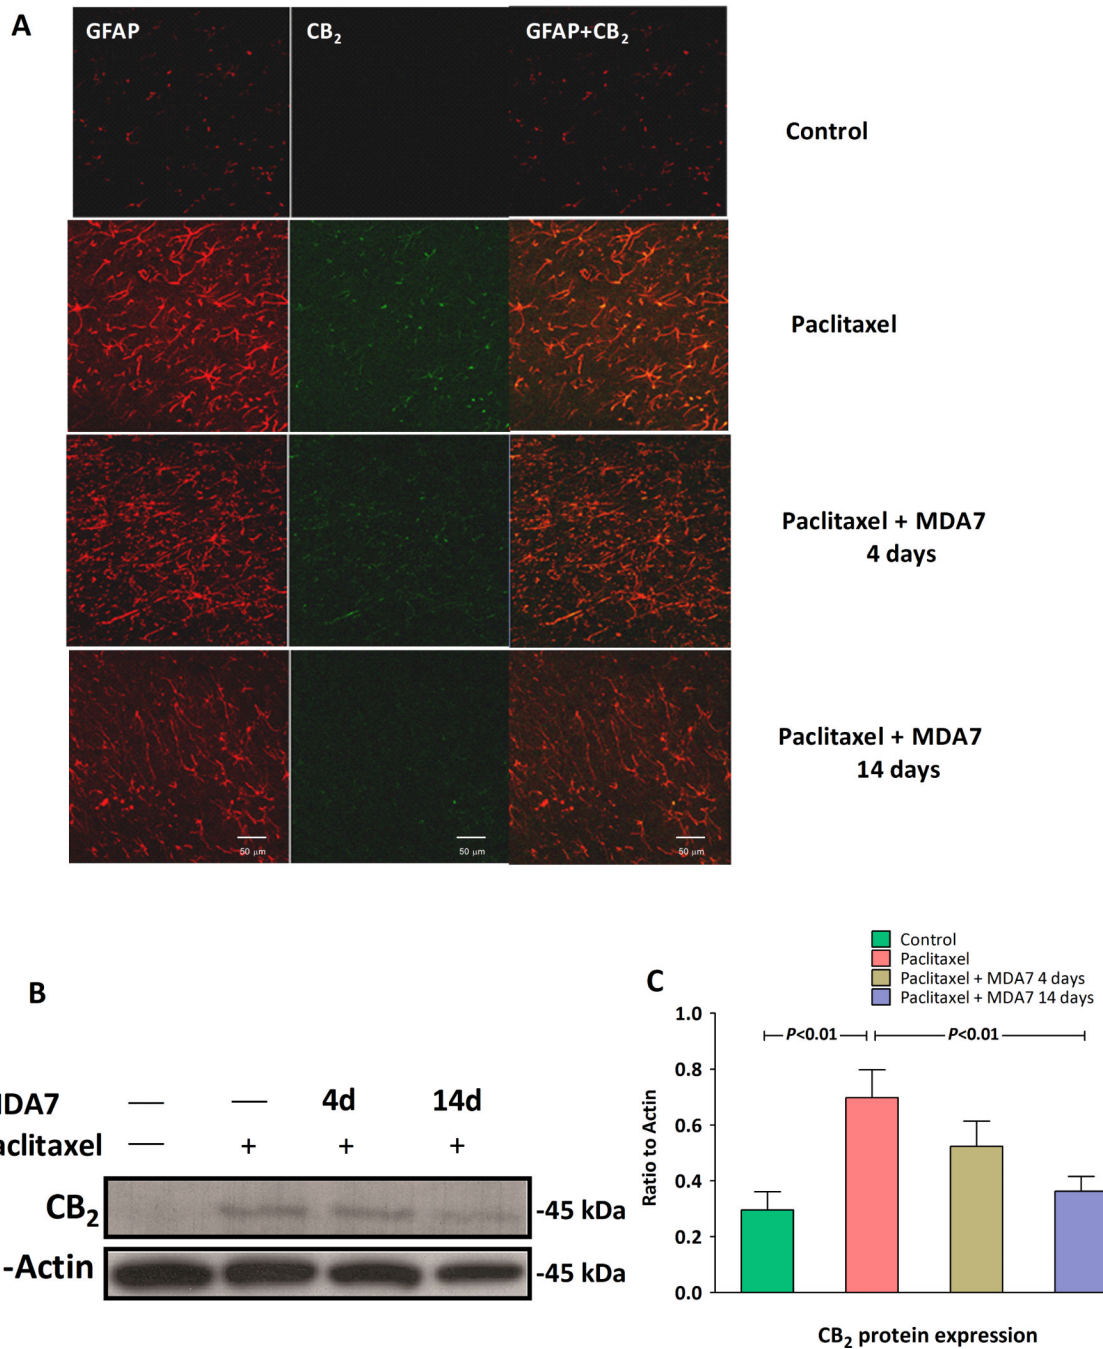 A
GFAP
CB₂
GFAP+CB₂
Control
Paclitaxel
Paclitaxel + MDA7
4 days
Paclitaxel + MDA7
14 days
50 μm
50 μm
50 μm
B
MDA7 — — 4d 14d
aclitaxel — + + +
CB₂
-45 kDa
-Actin
-45 kDa
C
Control
Paclitaxel
Paclitaxel + MDA7 4 days
Paclitaxel + MDA7 14 days
Ratio to Actin
1.0
0.8
0.6
0.4
0.2
0.0
P<0.01
P<0.01
CB₂ protein expression